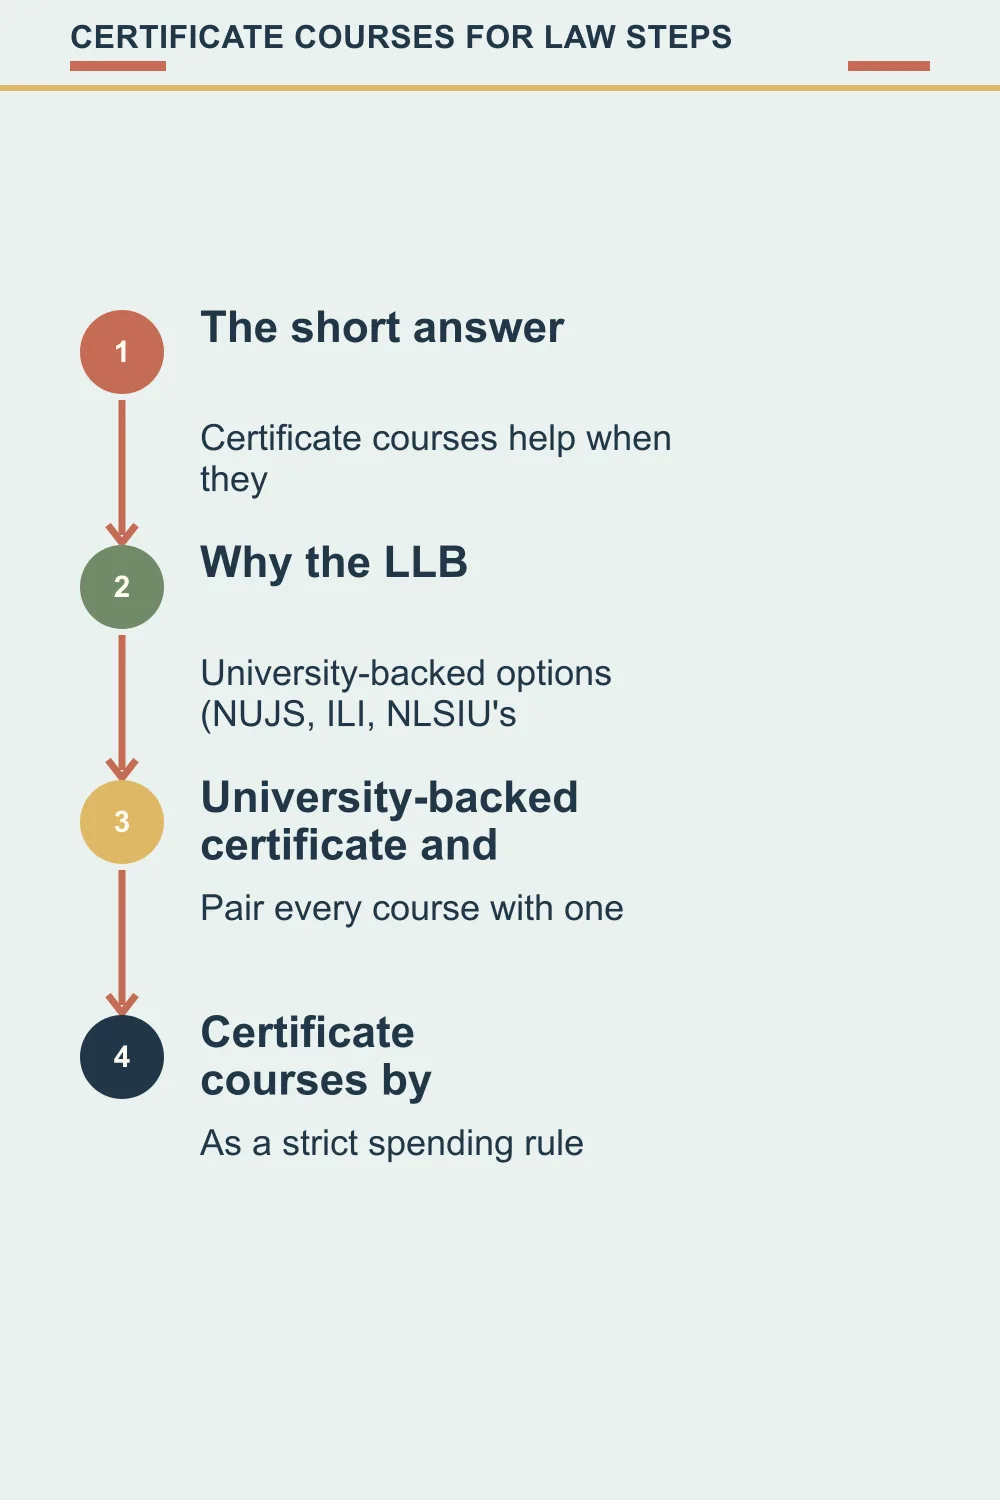 CERTIFICATE COURSES FOR LAW STEPS
1
The short answer
Certificate courses help when
they
2
Why the LLB
University-backed options
(NUJS, ILI, NLSIU's
3
University-backed
certificate and
Pair every course with one
4
Certificate
courses by
As a strict spending rule